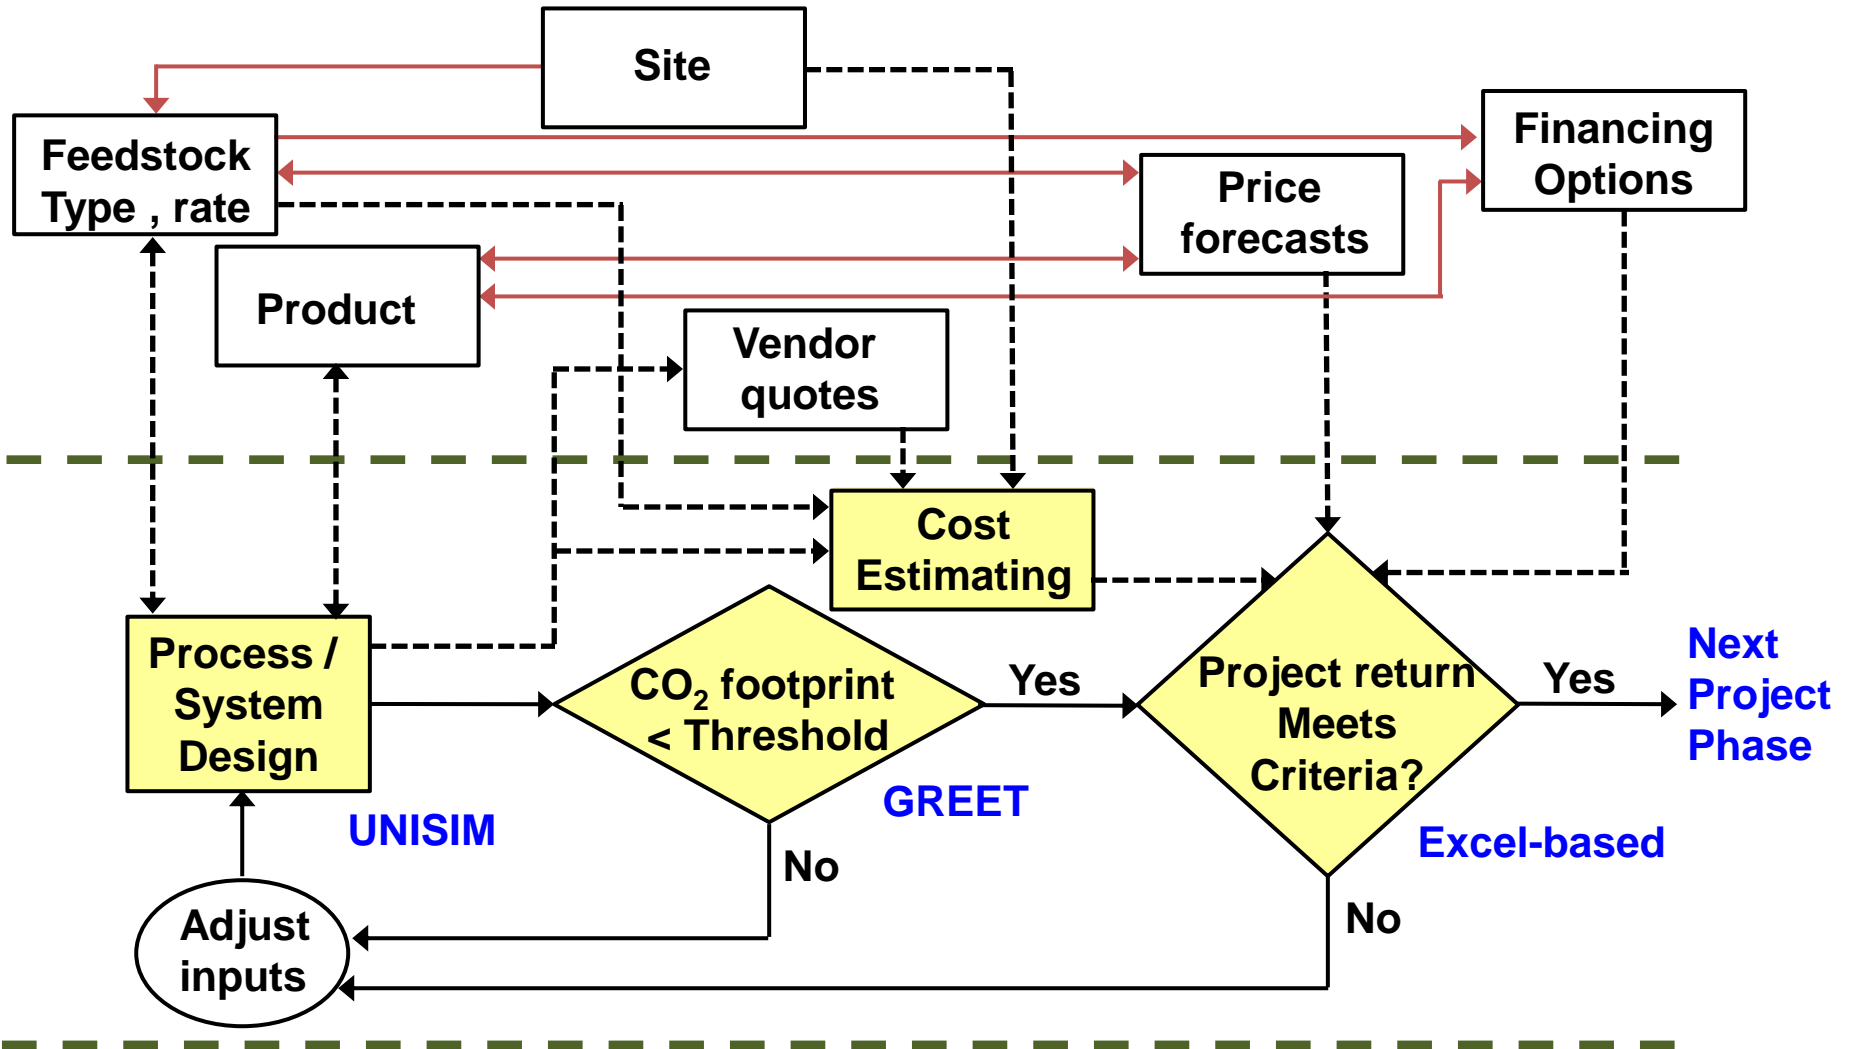 Site
Feedstock
Type , rate
Financing
Options
Price
forecasts
Product
Vendor
quotes
Cost
Estimating
Process /
System
Design
CO₂ footprint
< Threshold
Yes
Project return
Meets
Criteria?
Yes
Next
Project
Phase
UNISIM
GREET
Excel-based
No
No
Adjust
inputs